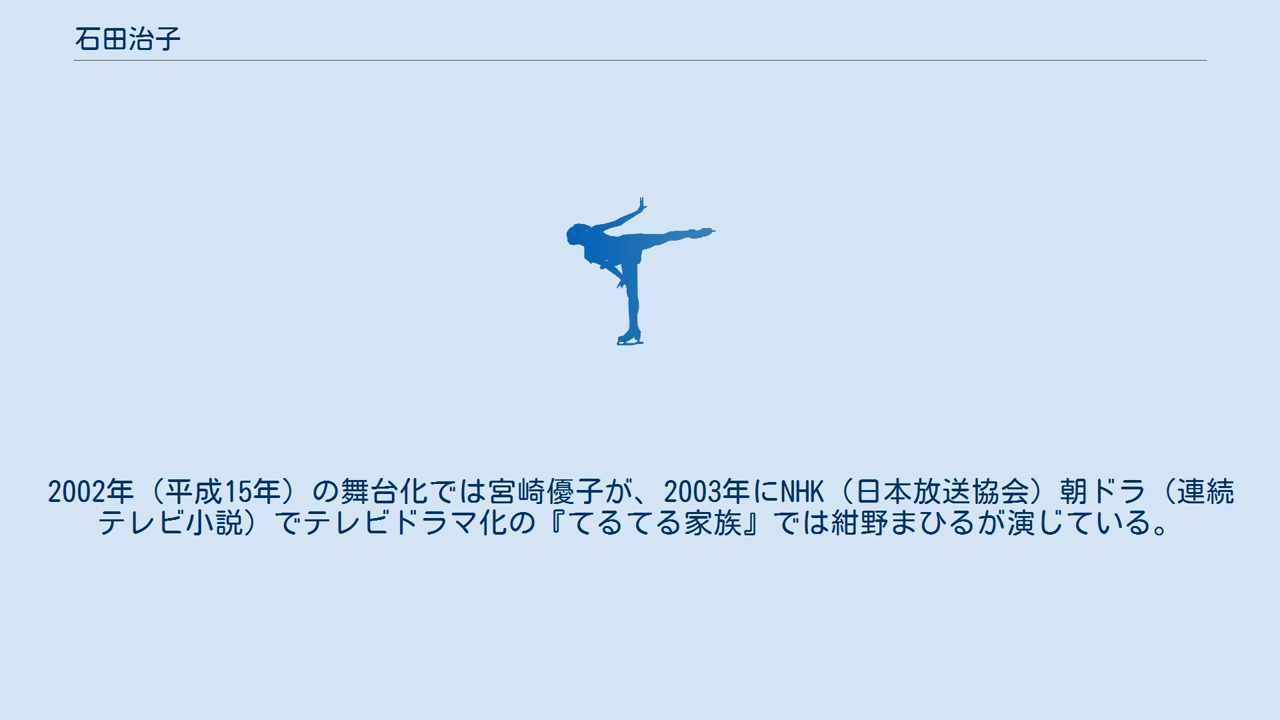 石田治子
2002年（平成15年）の舞台化では宮崎優子が、2003年にNHK（日本放送協会）朝ドラ（連続
テレビ小説）でテレビドラマ化の『てるてる家族』では紺野まひるが演じている。